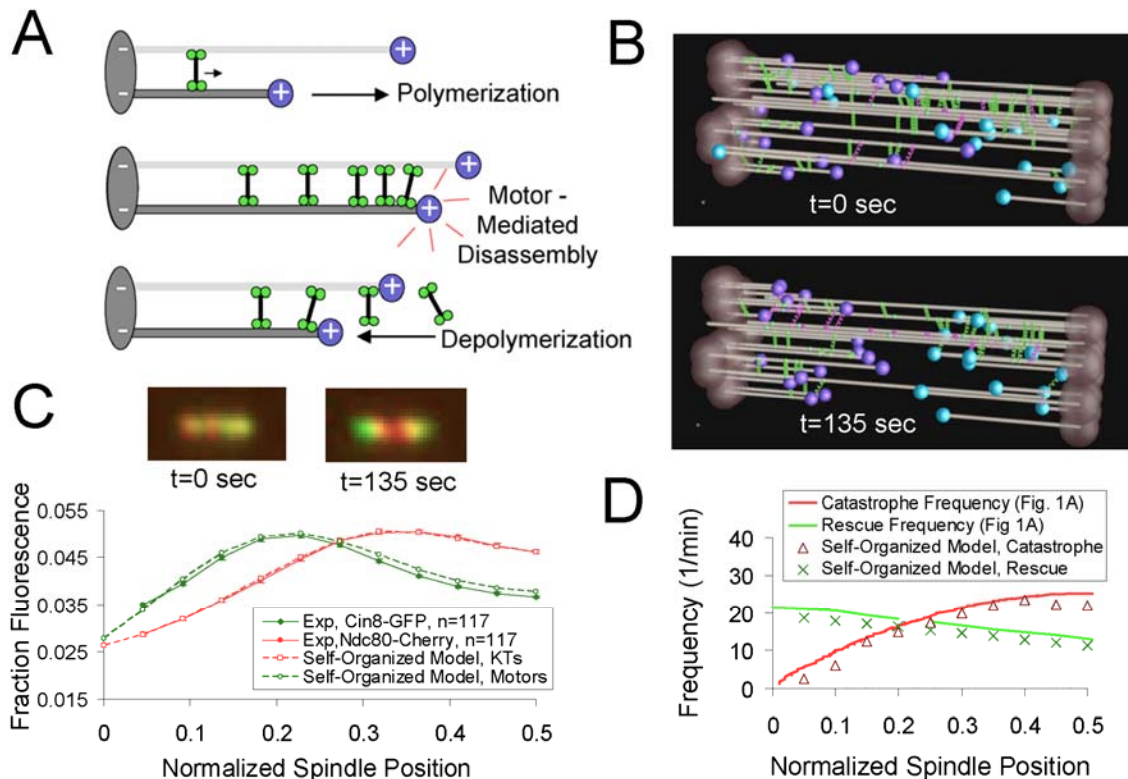 A
+
−
−
+
Polymerization
+
+
Motor -
Mediated
Disassembly
−
−
+
+
Depolymerization
−
−
B
t=0 sec
t=135 sec
C
t=0 sec
t=135 sec
Fraction Fluorescence
0.055
0.045
0.035
0.025
0.015
Exp, Cin8-GFP, n=117
Exp,Ndc80-Cherry, n=117
Self-Organized Model, KTs
Self-Organized Model, Motors
0 0.1 0.2 0.3 0.4 0.5
Normalized Spindle Position
D
Catastrophe Frequency (Fig. 1A)
Rescue Frequency (Fig 1A)
Self-Organized Model, Catastrophe
Self-Organized Model, Rescue
Frequency (1/min)
40
30
20
10
0
0 0.1 0.2 0.3 0.4 0.5
Normalized Spindle Position